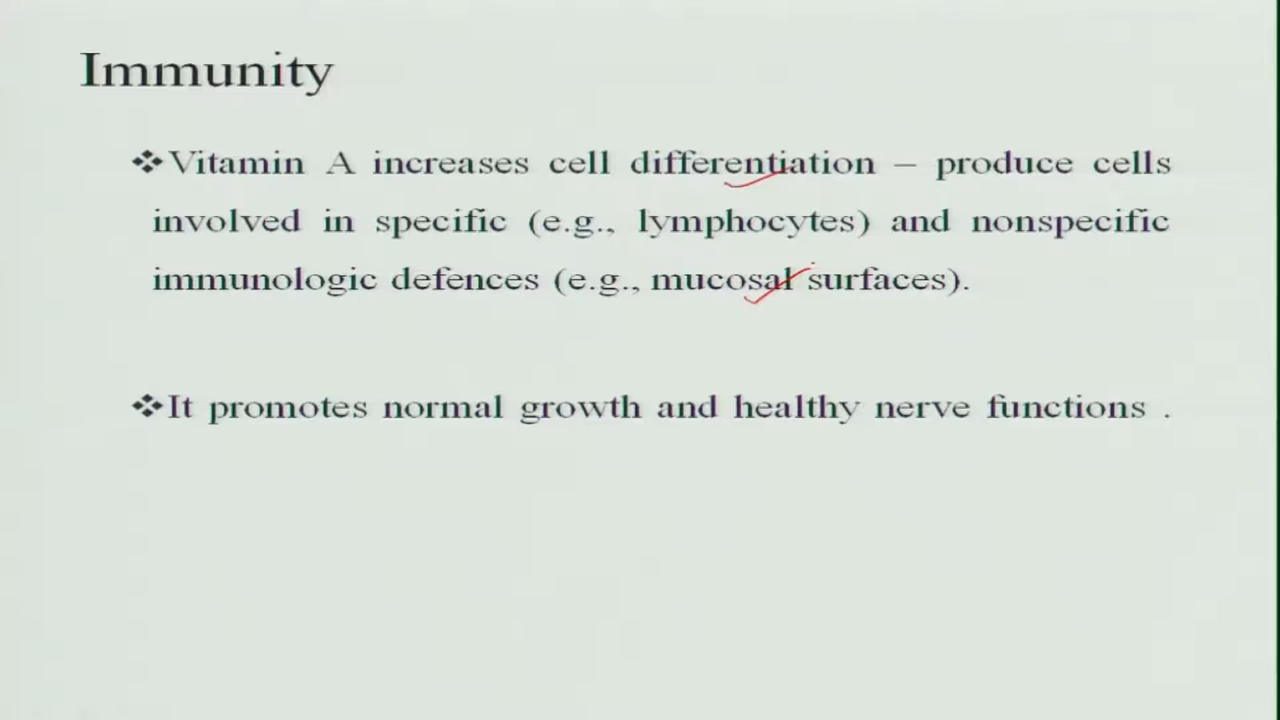 Immunity
❖Vitamin A increases cell differentiation – produce cells
involved in specific (e.g., lymphocytes) and nonspecific
immunologic defences (e.g., mucosal surfaces).
❖It promotes normal growth and healthy nerve functions .